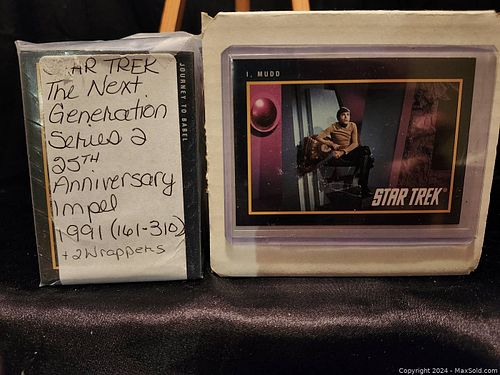 STAR TREK
The Next
Generation
Series 2
25TH
Anniversary
Impel
1991 (161-310)
+2 Wrappers
JOURNEY TO BABEL
I, MUDD
STAR TREK
Copyright 2024 - MaxSold.com